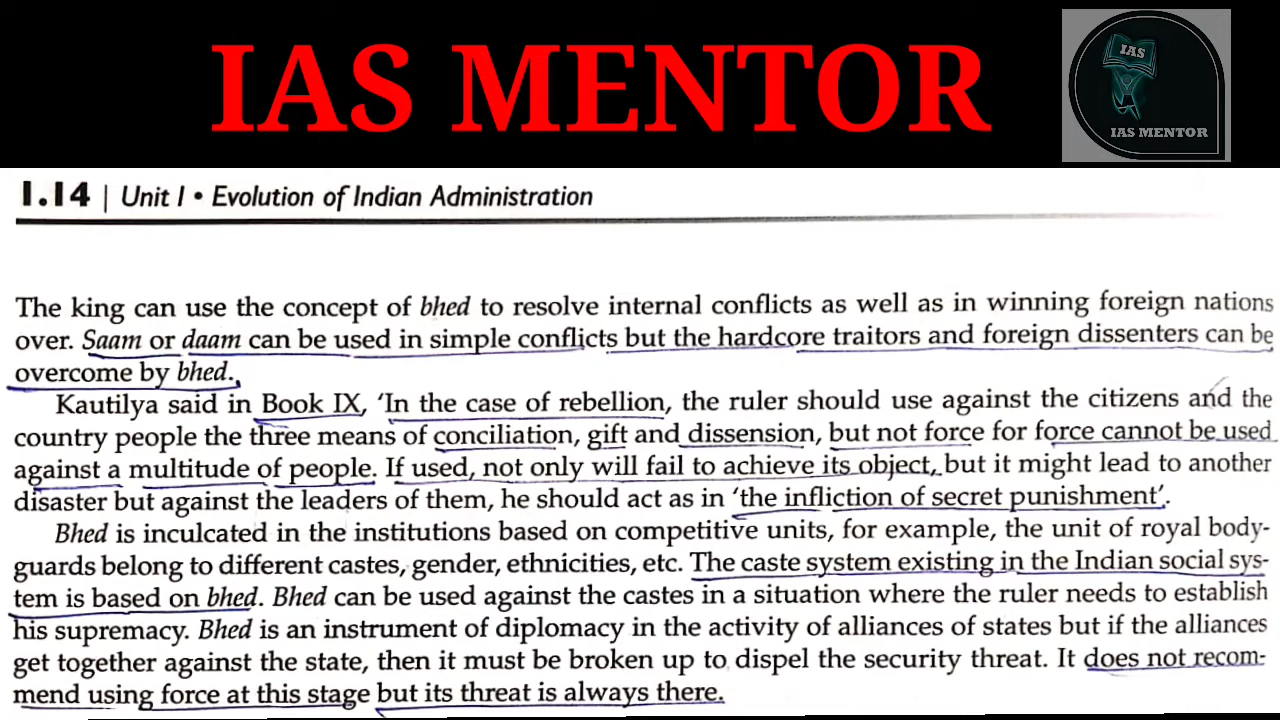 IAS MENTOR
IAS
IAS MENTOR
1.14 | Unit I • Evolution of Indian Administration
The king can use the concept of bhed to resolve internal conflicts as well as in winning foreign nations
over. Saam or daam can be used in simple conflicts but the hardcore traitors and foreign dissenters can be
overcome by bhed.
Kautilya said in Book IX, 'In the case of rebellion, the ruler should use against the citizens and the
country people the three means of conciliation, gift and dissension, but not force for force cannot be used
against a multitude of people. If used, not only will fail to achieve its object, but it might lead to another
disaster but against the leaders of them, he should act as in 'the infliction of secret punishment'.
Bhed is inculcated in the institutions based on competitive units, for example, the unit of royal body-
guards belong to different castes, gender, ethnicities, etc. The caste system existing in the Indian social sys-
tem is based on bhed. Bhed can be used against the castes in a situation where the ruler needs to establish
his supremacy. Bhed is an instrument of diplomacy in the activity of alliances of states but if the alliances
get together against the state, then it must be broken up to dispel the security threat. It does not recom-
mend using force at this stage but its threat is always there.